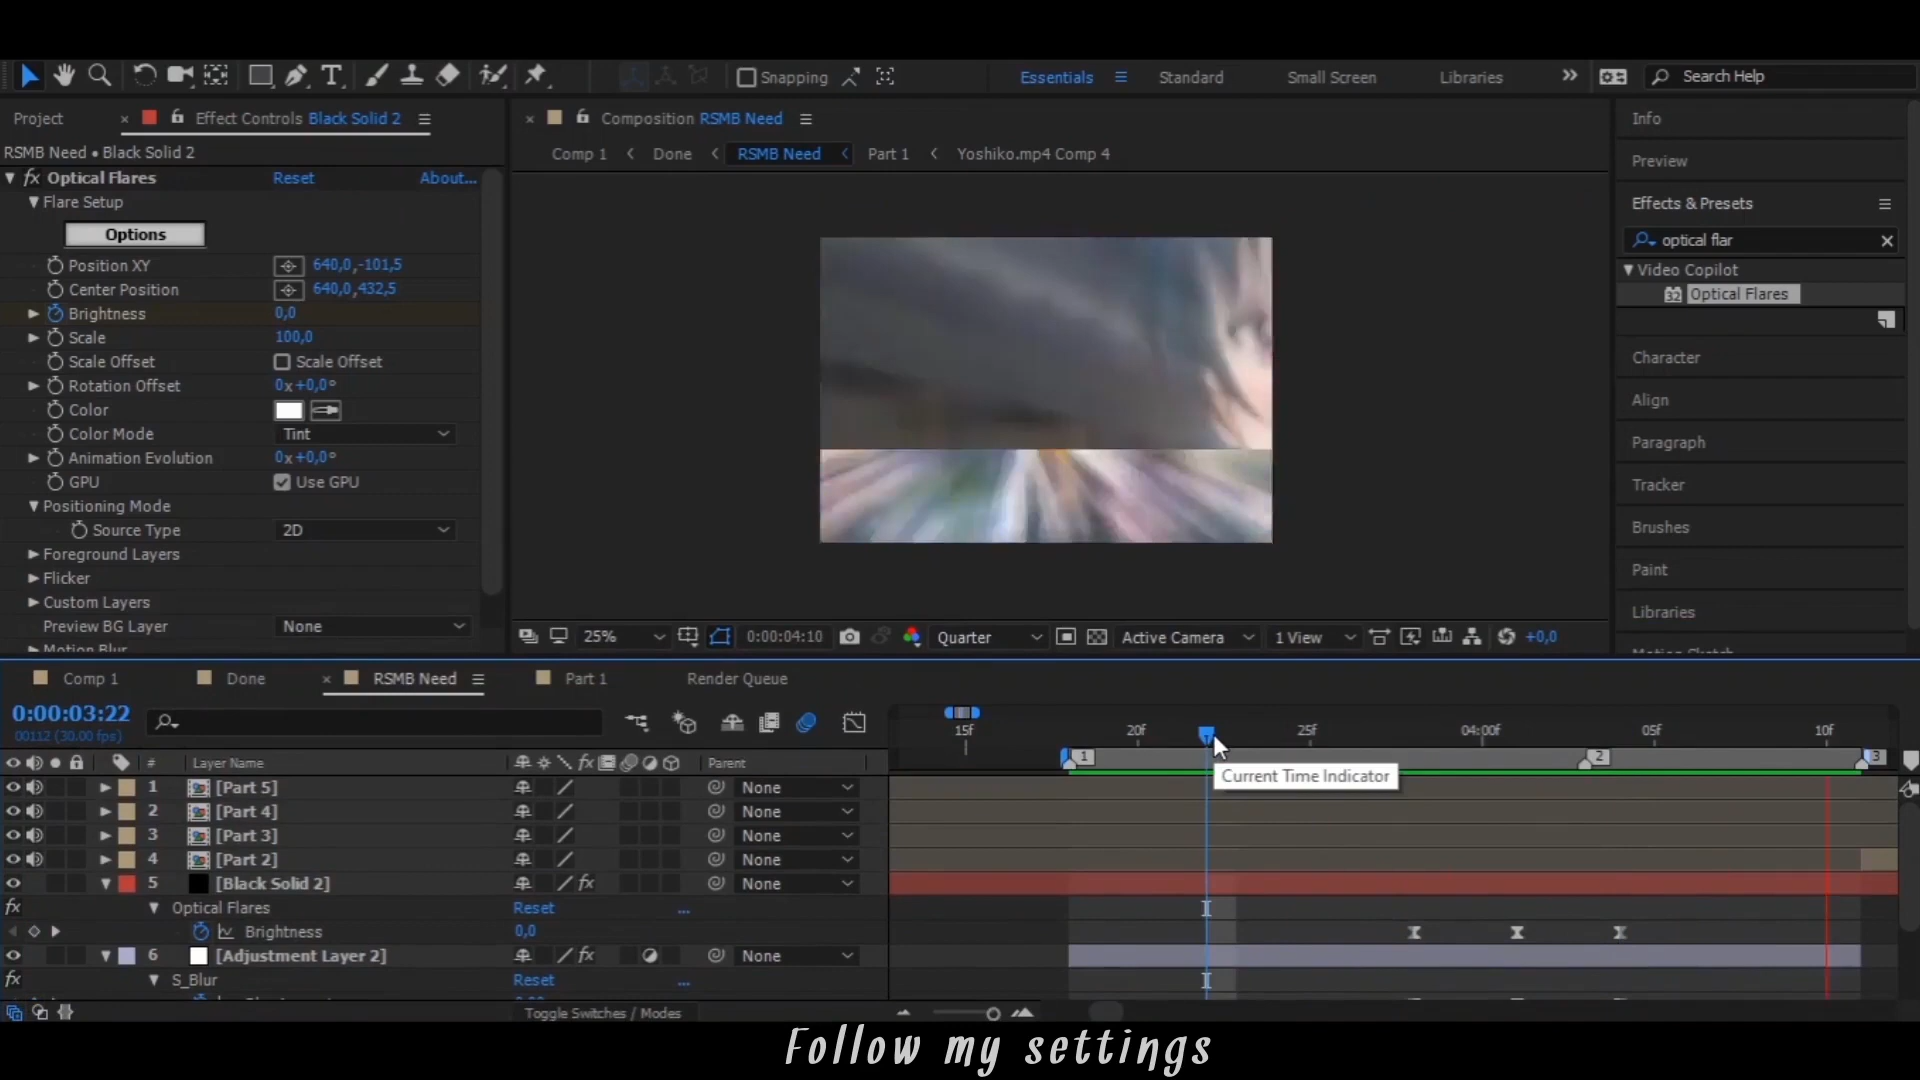 Snapping
Essentials
Standard
Small Screen
Libraries
Search Help
Project
Effect Controls Black Solid 2
RSMB Need • Black Solid 2
fx Optical Flares Reset About...
Flare Setup
Options
Position XY 640,0,-101,5
Center Position 640,0,432,5
Brightness 0,0
Scale 100,0
Scale Offset Scale Offset
Rotation Offset 0x+0,0°
Color
Color Mode Tint
Animation Evolution 0x+0,0°
GPU Use GPU
Positioning Mode
Source Type 2D
Foreground Layers
Flicker
Custom Layers
Preview BG Layer None
Motion Blur
Composition RSMB Need
Comp 1 Done RSMB Need Part 1 Yoshiko.mp4 Comp 4
25% 0:00:04:10 Quarter Active Camera 1 View +0,0
Info
Preview
Effects & Presets
optical flar
Video Copilot
32 Optical Flares
Character
Align
Paragraph
Tracker
Brushes
Paint
Libraries
Comp 1 Done RSMB Need Part 1 Render Queue
0:00:03:22
00112 (30.00 fps)
15f 20f 25f 04:00f 05f 10f
1 2 3
Current Time Indicator
# Layer Name fx Parent
1 [Part 5] None
2 [Part 4] None
3 [Part 3] None
4 [Part 2] None
5 [Black Solid 2] fx None
fx Optical Flares Reset ...
Brightness 0,0
6 [Adjustment Layer 2] fx None
fx S_Blur Reset ...
Toggle Switches / Modes
Follow my settings